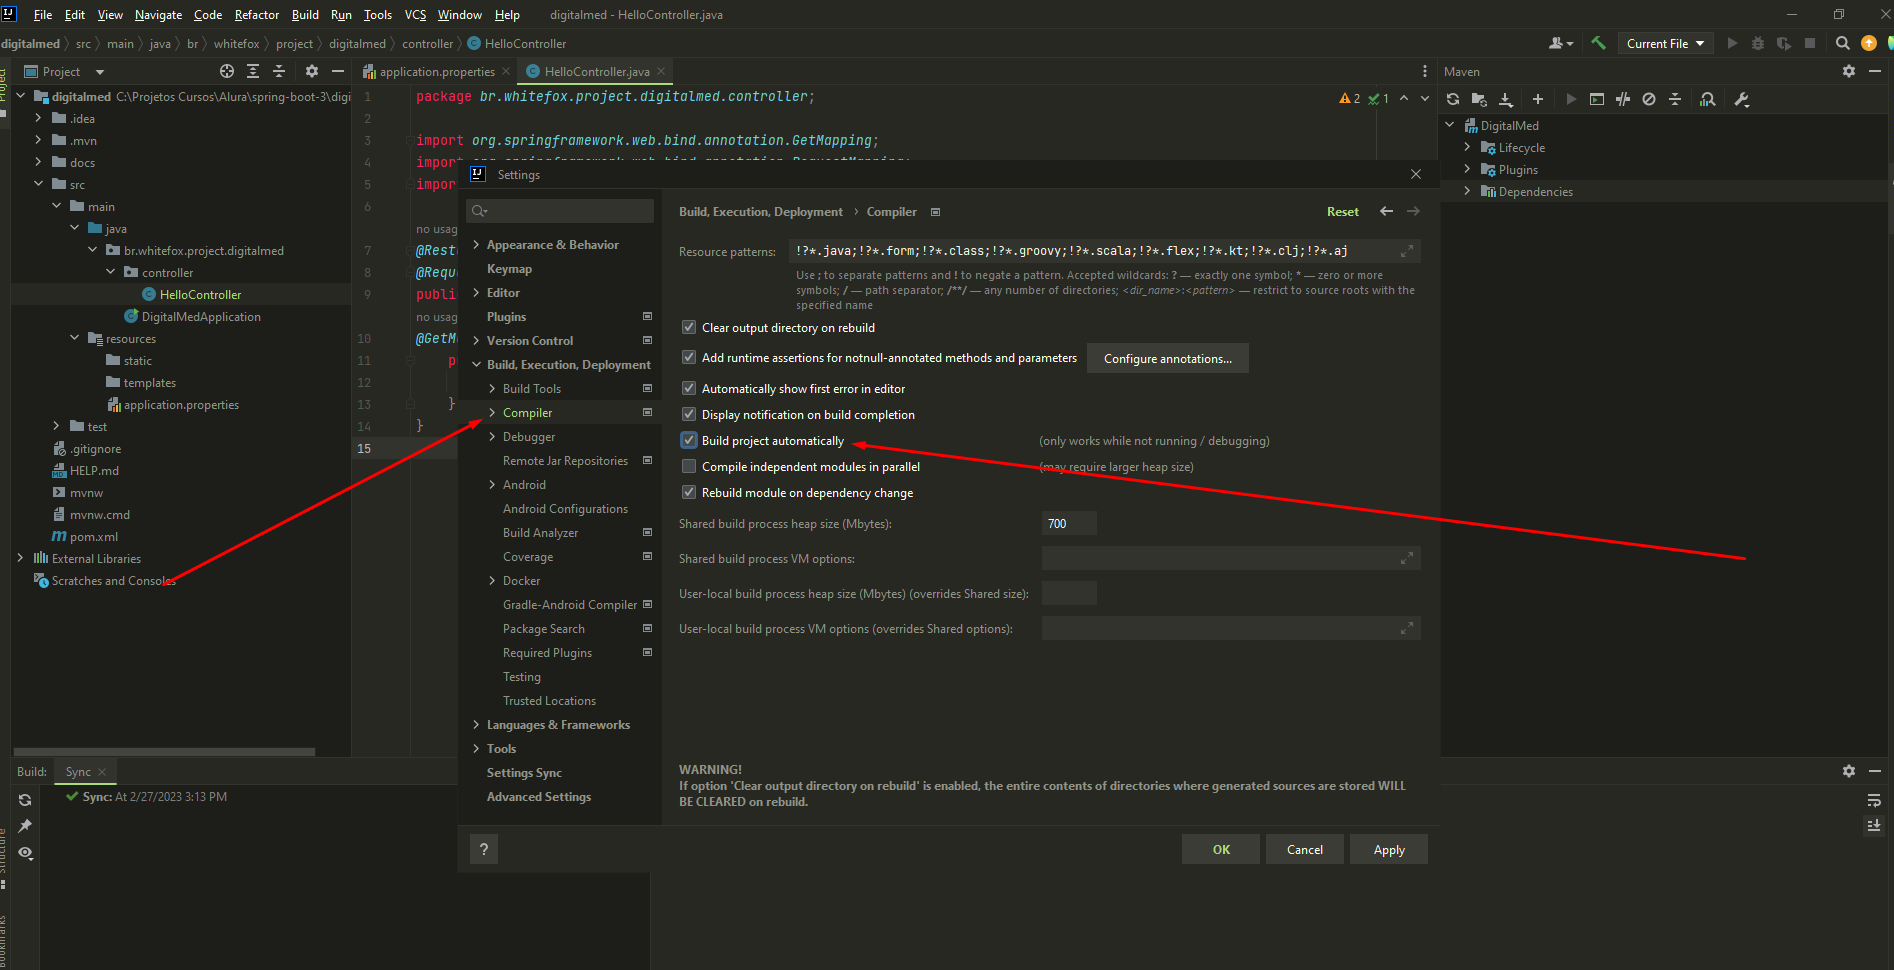 File Edit View Navigate Code Refactor Build Run Tools VCS Window Help digitalmed - HelloController.java
digitalmed src main java br whitefox project digitalmed controller HelloController
Current File
Project
application.properties
HelloController.java
Maven
digitalmed C:\Projetos Cursos\Alura\spring-boot-3\digi
.idea
.mvn
docs
src
main
java
br.whitefox.project.digitalmed
controller
HelloController
DigitalMedApplication
resources
static
templates
application.properties
test
.gitignore
HELP.md
mvnw
mvnw.cmd
pom.xml
External Libraries
Scratches and Consoles
1 package br.whitefox.project.digitalmed.controller;
2
3 import org.springframework.web.bind.annotation.GetMapping;
4 import org.springframework.web.bind.annotation.RequestMapping;
5 impor
6
no usag
7 @Rest
8 @Requ
9 publi
no usag
10 @GetM
11 p
12
13 }
14 }
15
2 1
DigitalMed
Lifecycle
Plugins
Dependencies
Settings
Appearance & Behavior
Keymap
Editor
Plugins
Version Control
Build, Execution, Deployment
Build Tools
Compiler
Debugger
Remote Jar Repositories
Android
Android Configurations
Build Analyzer
Coverage
Docker
Gradle-Android Compiler
Package Search
Required Plugins
Testing
Trusted Locations
Languages & Frameworks
Tools
Settings Sync
Advanced Settings
Build, Execution, Deployment › Compiler
Reset
Resource patterns: !?*.java;!?*.form;!?*.class;!?*.groovy;!?*.scala;!?*.flex;!?*.kt;!?*.clj;!?*.aj
Use ; to separate patterns and ! to negate a pattern. Accepted wildcards: ? — exactly one symbol; * — zero or more
symbols; / — path separator; /**/ — any number of directories; <dir_name>:<pattern> — restrict to source roots with the
specified name
Clear output directory on rebuild
Add runtime assertions for notnull-annotated methods and parameters Configure annotations...
Automatically show first error in editor
Display notification on build completion
Build project automatically (only works while not running / debugging)
Compile independent modules in parallel (may require larger heap size)
Rebuild module on dependency change
Shared build process heap size (Mbytes): 700
Shared build process VM options:
User-local build process heap size (Mbytes) (overrides Shared size):
User-local build process VM options (overrides Shared options):
WARNING!
If option 'Clear output directory on rebuild' is enabled, the entire contents of directories where generated sources are stored WILL
BE CLEARED on rebuild.
? OK Cancel Apply
Build: Sync
Sync: At 2/27/2023 3:13 PM
Project
Structure
Bookmarks